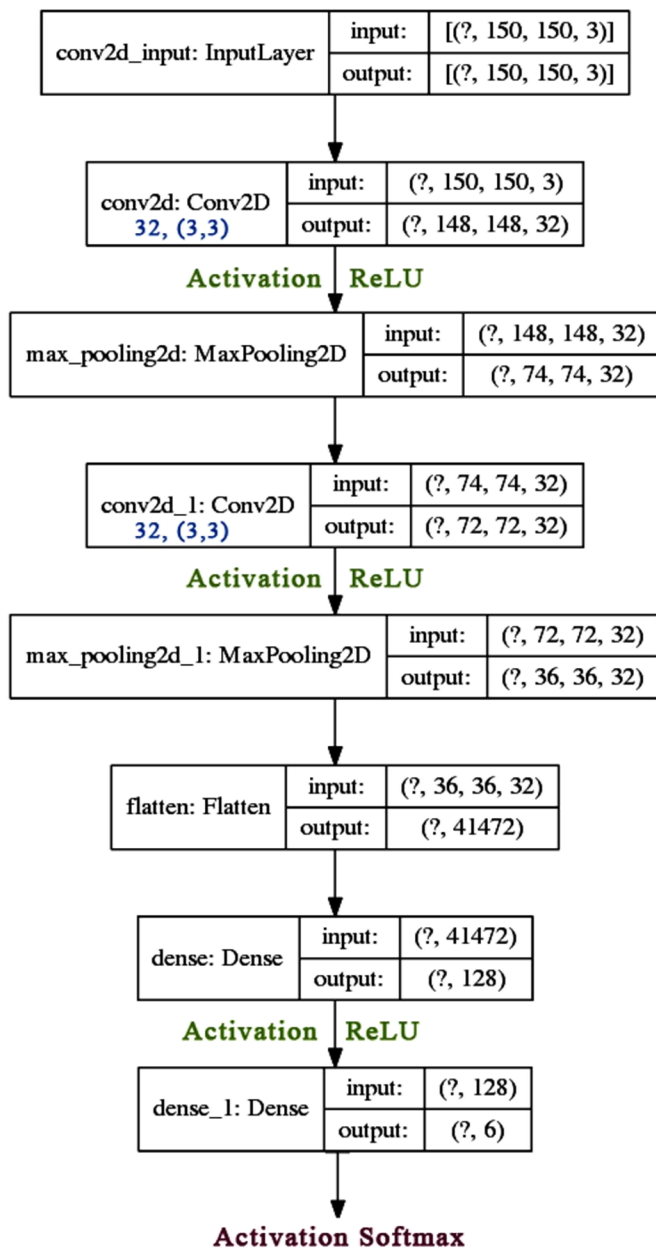 conv2d_input: InputLayer
input: [(?, 150, 150, 3)]
output: [(?, 150, 150, 3)]
conv2d: Conv2D
32, (3,3)
input: (?, 150, 150, 3)
output: (?, 148, 148, 32)
Activation ReLU
max_pooling2d: MaxPooling2D
input: (?, 148, 148, 32)
output: (?, 74, 74, 32)
conv2d_1: Conv2D
32, (3,3)
input: (?, 74, 74, 32)
output: (?, 72, 72, 32)
Activation ReLU
max_pooling2d_1: MaxPooling2D
input: (?, 72, 72, 32)
output: (?, 36, 36, 32)
flatten: Flatten
input: (?, 36, 36, 32)
output: (?, 41472)
dense: Dense
input: (?, 41472)
output: (?, 128)
Activation ReLU
dense_1: Dense
input: (?, 128)
output: (?, 6)
Activation Softmax